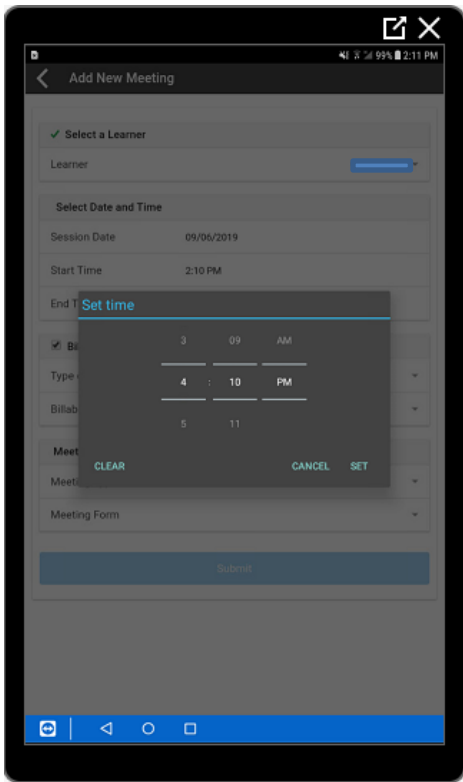 99% 2:11 PM
Add New Meeting
Select a Learner
Learner
Select Date and Time
Session Date 09/06/2019
Start Time 2:10 PM
End T
Set time
3 09 AM
Bi
4 : 10 PM
Type
Billab
5 11
Meet
CLEAR CANCEL SET
Meeti
Meeting Form
Submit